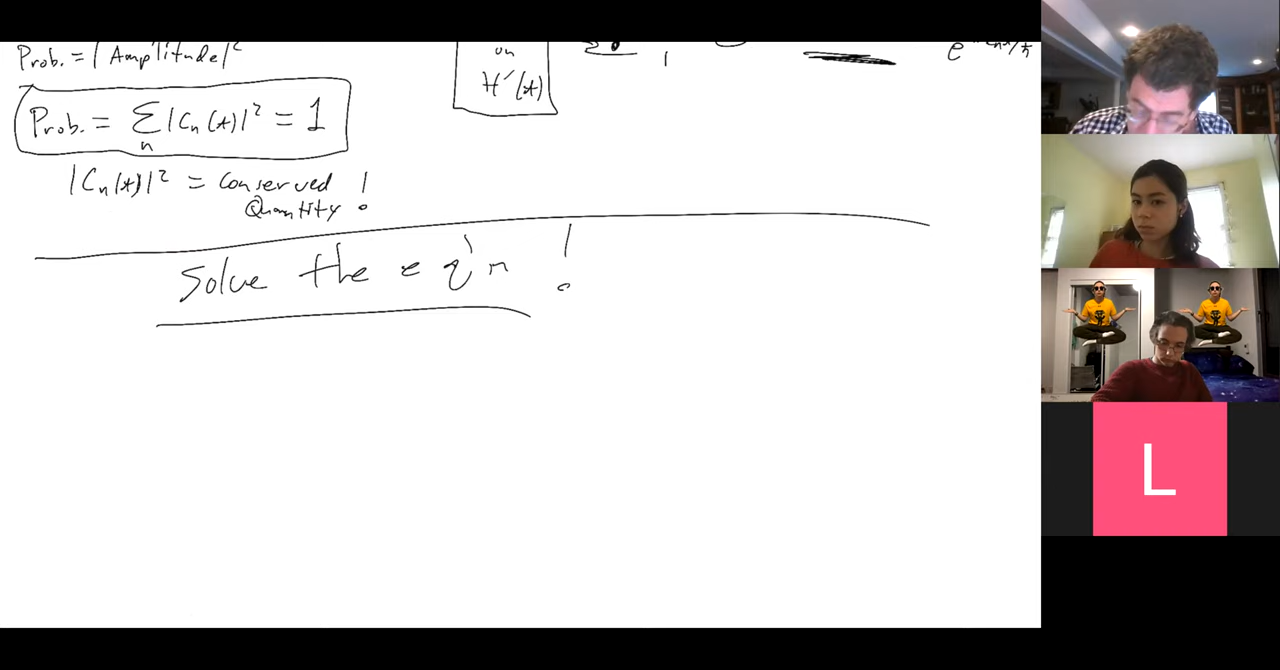 Prob. = |Amplitude|²
on
H′(t)
Prob. = Σ |Cₙ(t)|² = 1
n
|Cₙ(t)|² = Conserved
Quantity!
Solve the eq'n!
L